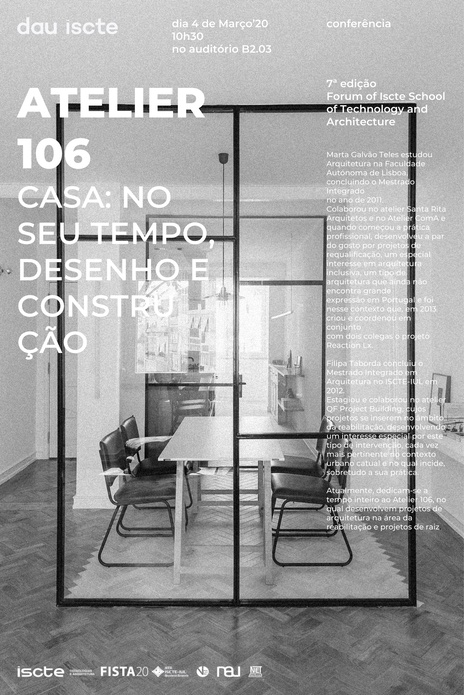 dau iscte
dia 4 de Março'20
10h30
no auditório B2.03
conferência
ATELIER
106
CASA: NO
SEU TEMPO,
DESENHO E
CONSTRU
ÇÃO
7ª edição
Forum of Iscte School
of Technology and
Architecture
Marta Galvão Teles estudou
Arquitetura na Faculdade
Autónoma de Lisboa,
concluindo o Mestrado
Integrado
no ano de 2011.
Colaborou no atelier Santa Rita
Arquitetos e no Atelier ComA e
quando começou a prática
profissional, desenvolveu a par
do gosto por projetos de
requalificação, um especial
interesse em arquitetura
inclusiva, um tipo de
arquitetura que ainda não
encontra grande
expressão em Portugal e foi
nesse contexto que, em 2013
criou e coordenou em
conjunto
com dois colegas o projeto
Reaction Lx.
Filipa Taborda concluiu o
Mestrado integrado em
Arquitetura no ISCTE-IUL em
2012.
Estagiou e colaborou no atelier
QF Project Building, cujos
projetos se inserem no âmbito
da reabilitação, desenvolvendo
um interesse especial por este
tipo de intervenção, cada vez
mais pertinente do contexto
urbano catual e na qual incide,
sobretudo a sua prática.
Atualmente, dedicam-se a
tempo inteiro ao Atelier 106, no
qual desenvolvem projetos de
arquitetura na área da
reabilitação e projetos de raiz
iscte
FISTA20
ISCTE-IUL
nau
NET